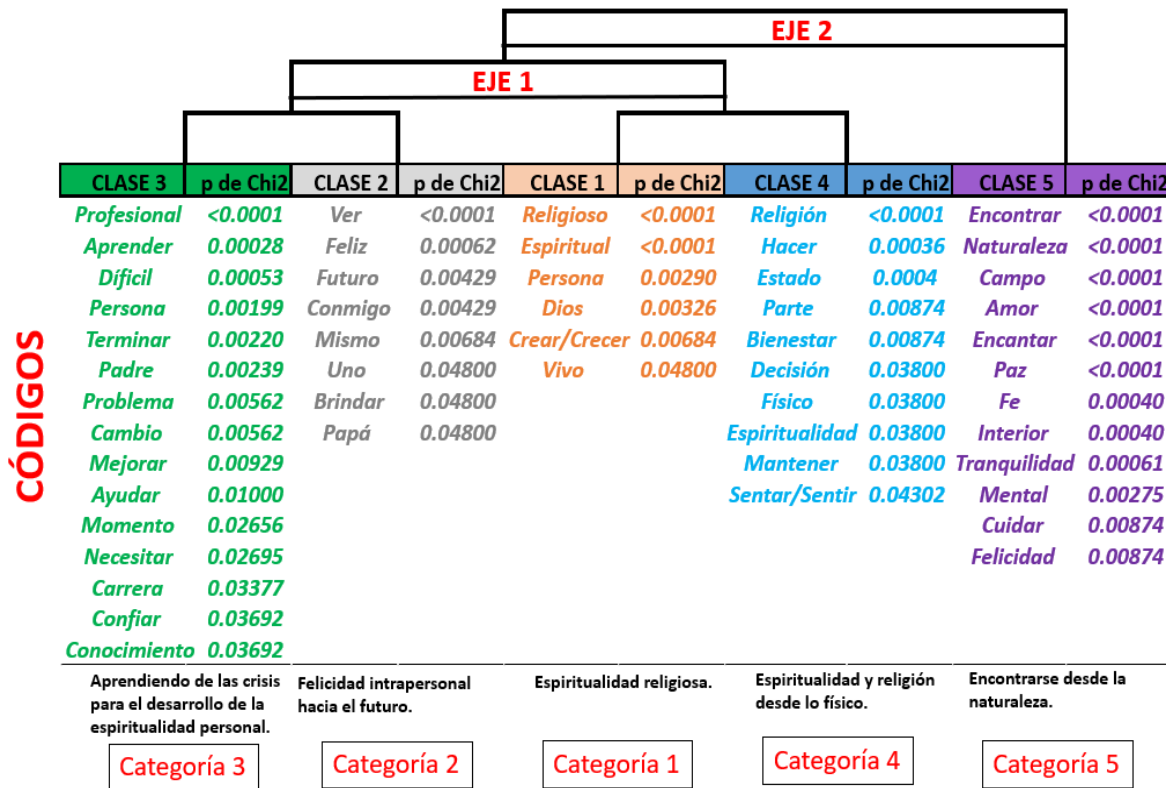 EJE 2
EJE 1
CLASE 3 p de Chi2 CLASE 2 p de Chi2 CLASE 1 p de Chi2 CLASE 4 p de Chi2 CLASE 5 p de Chi2
Profesional <0.0001 Ver <0.0001 Religioso <0.0001 Religión <0.0001 Encontrar <0.0001
Aprender 0.00028 Feliz 0.00062 Espiritual <0.0001 Hacer 0.00036 Naturaleza <0.0001
Díficil 0.00053 Futuro 0.00429 Persona 0.00290 Estado 0.0004 Campo <0.0001
Persona 0.00199 Conmigo 0.00429 Dios 0.00326 Parte 0.00874 Amor <0.0001
Terminar 0.00220 Mismo 0.00684 Crear/Crecer 0.00684 Bienestar 0.00874 Encantar <0.0001
Padre 0.00239 Uno 0.04800 Vivo 0.04800 Decisión 0.03800 Paz <0.0001
Problema 0.00562 Brindar 0.04800 Físico 0.03800 Fe 0.00040
Cambio 0.00562 Papá 0.04800 Espiritualidad 0.03800 Interior 0.00040
Mejorar 0.00929 Mantener 0.03800 Tranquilidad 0.00061
Ayudar 0.01000 Sentar/Sentir 0.04302 Mental 0.00275
Momento 0.02656 Cuidar 0.00874
Necesitar 0.02695 Felicidad 0.00874
Carrera 0.03377
Confiar 0.03692
Conocimiento 0.03692
CÓDIGOS
Aprendiendo de las crisis
para el desarrollo de la
espiritualidad personal.
Felicidad intrapersonal
hacia el futuro.
Espiritualidad religiosa.
Espiritualidad y religión
desde lo físico.
Encontrarse desde la
naturaleza.
Categoría 3 Categoría 2 Categoría 1 Categoría 4 Categoría 5